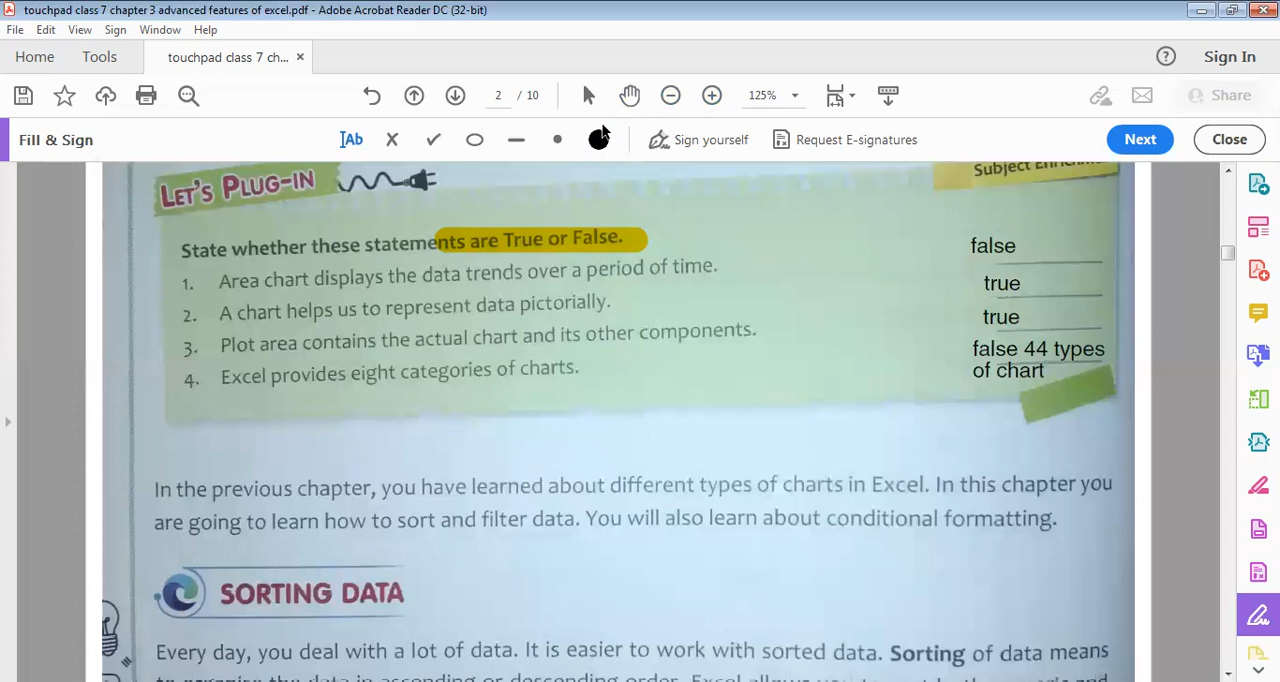 touchpad class 7 chapter 3 advanced features of excel.pdf - Adobe Acrobat Reader DC (32-bit)
File Edit View Sign Window Help
Home Tools touchpad class 7 ch... × Sign In
2 / 10 125% Share
Fill & Sign Ab Sign yourself Request E-signatures Next Close
LET'S PLUG-IN Subject
State whether these statements are True or False. false
1. Area chart displays the data trends over a period of time.
2. A chart helps us to represent data pictorially. true
3. Plot area contains the actual chart and its other components. true
4. Excel provides eight categories of charts. false 44 types
of chart
In the previous chapter, you have learned about different types of charts in Excel. In this chapter you
are going to learn how to sort and filter data. You will also learn about conditional formatting.
SORTING DATA
Every day, you deal with a lot of data. It is easier to work with sorted data. Sorting of data means